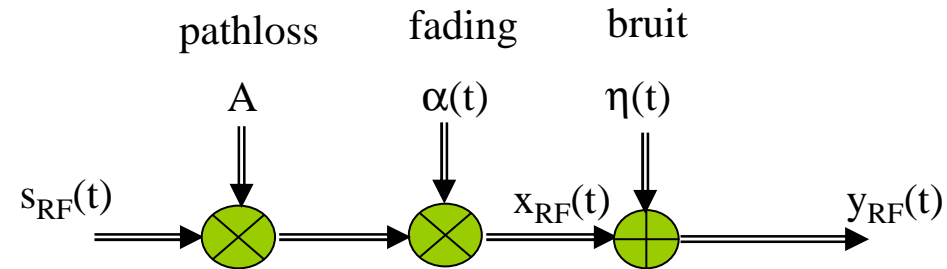 pathloss fading bruit
A α(t) η(t)
s_RF(t) x_RF(t) y_RF(t)